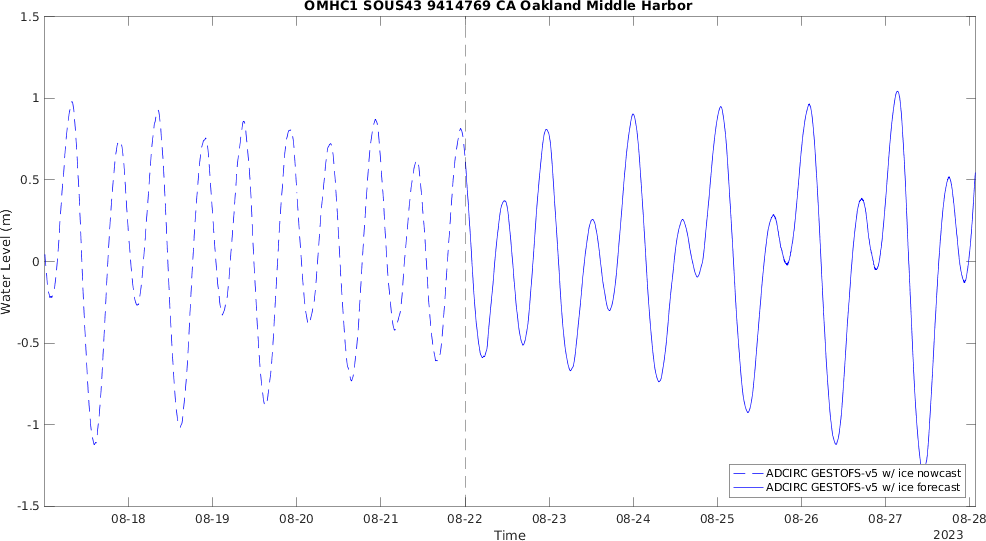 OMHC1 SOUS43 9414769 CA Oakland Middle Harbor
1.5
1
0.5
0
-0.5
-1
-1.5
Water Level (m)
ADCIRC GESTOFS-v5 w/ ice nowcast
ADCIRC GESTOFS-v5 w/ ice forecast
08-18 08-19 08-20 08-21 08-22 08-23 08-24 08-25 08-26 08-27 08-28
Time
2023